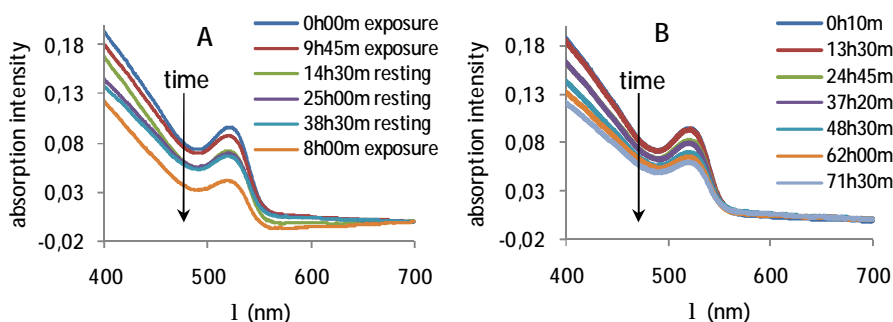 A
absorption intensity
0,18
0,13
0,08
0,03
-0,02
time
0h00m exposure
9h45m exposure
14h30m resting
25h00m resting
38h30m resting
8h00m exposure
400 500 600 700
l (nm)
B
absorption intensity
0,18
0,13
0,08
0,03
-0,02
time
0h10m
13h30m
24h45m
37h20m
48h30m
62h00m
71h30m
400 500 600 700
l (nm)